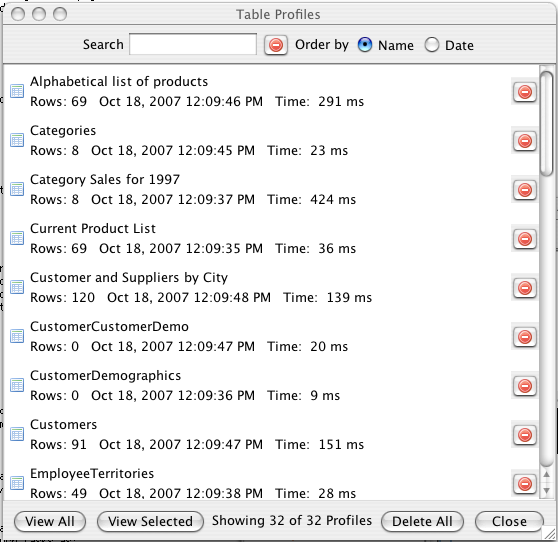 Table Profiles
Search Order by Name Date
Alphabetical list of products
Rows: 69 Oct 18, 2007 12:09:46 PM Time: 291 ms
Categories
Rows: 8 Oct 18, 2007 12:09:45 PM Time: 23 ms
Category Sales for 1997
Rows: 8 Oct 18, 2007 12:09:37 PM Time: 424 ms
Current Product List
Rows: 69 Oct 18, 2007 12:09:35 PM Time: 36 ms
Customer and Suppliers by City
Rows: 120 Oct 18, 2007 12:09:48 PM Time: 139 ms
CustomerCustomerDemo
Rows: 0 Oct 18, 2007 12:09:47 PM Time: 20 ms
CustomerDemographics
Rows: 0 Oct 18, 2007 12:09:36 PM Time: 9 ms
Customers
Rows: 91 Oct 18, 2007 12:09:47 PM Time: 151 ms
EmployeeTerritories
Rows: 49 Oct 18, 2007 12:09:38 PM Time: 28 ms
View All View Selected Showing 32 of 32 Profiles Delete All Close